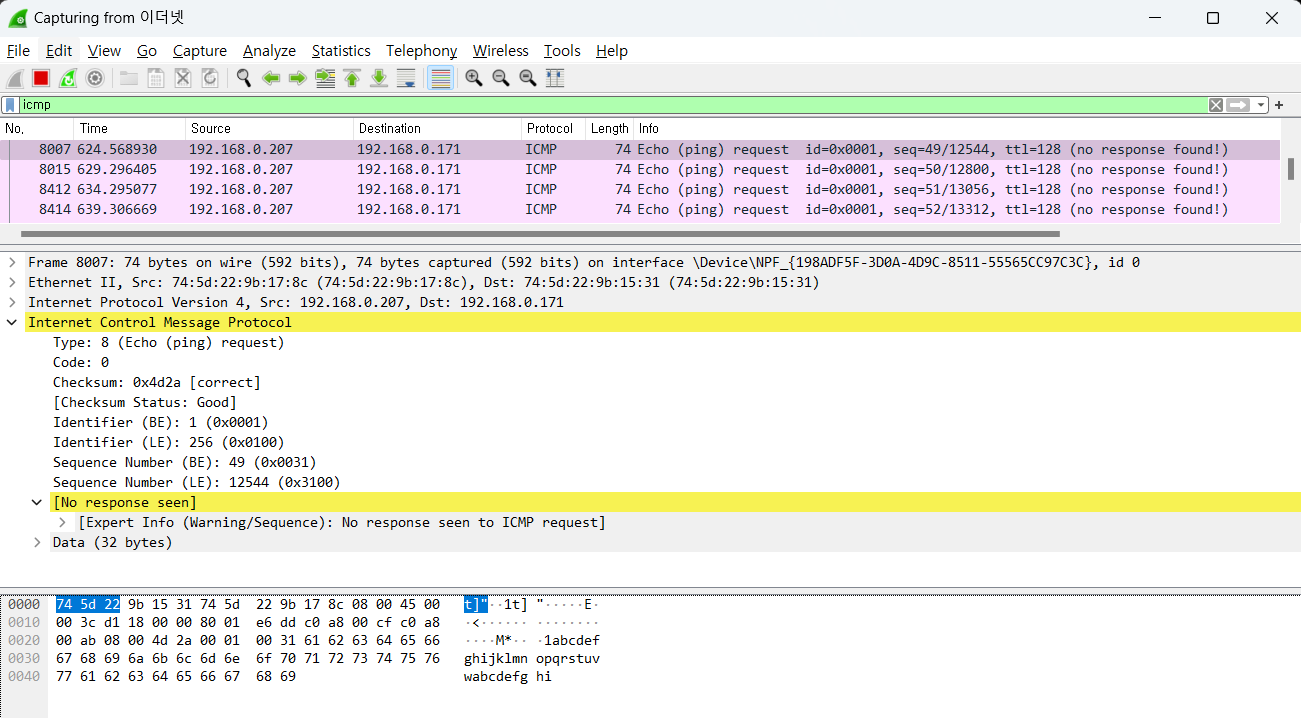 Capturing from 이더넷
File Edit View Go Capture Analyze Statistics Telephony Wireless Tools Help
icmp
No. Time Source Destination Protocol Length Info
8007 624.568930 192.168.0.207 192.168.0.171 ICMP 74 Echo (ping) request id=0x0001, seq=49/12544, ttl=128 (no response found!)
8015 629.296405 192.168.0.207 192.168.0.171 ICMP 74 Echo (ping) request id=0x0001, seq=50/12800, ttl=128 (no response found!)
8412 634.295077 192.168.0.207 192.168.0.171 ICMP 74 Echo (ping) request id=0x0001, seq=51/13056, ttl=128 (no response found!)
8414 639.306669 192.168.0.207 192.168.0.171 ICMP 74 Echo (ping) request id=0x0001, seq=52/13312, ttl=128 (no response found!)
Frame 8007: 74 bytes on wire (592 bits), 74 bytes captured (592 bits) on interface \Device\NPF_{198ADF5F-3D0A-4D9C-8511-55565CC97C3C}, id 0
Ethernet II, Src: 74:5d:22:9b:17:8c (74:5d:22:9b:17:8c), Dst: 74:5d:22:9b:15:31 (74:5d:22:9b:15:31)
Internet Protocol Version 4, Src: 192.168.0.207, Dst: 192.168.0.171
Internet Control Message Protocol
Type: 8 (Echo (ping) request)
Code: 0
Checksum: 0x4d2a [correct]
[Checksum Status: Good]
Identifier (BE): 1 (0x0001)
Identifier (LE): 256 (0x0100)
Sequence Number (BE): 49 (0x0031)
Sequence Number (LE): 12544 (0x3100)
[No response seen]
[Expert Info (Warning/Sequence): No response seen to ICMP request]
Data (32 bytes)
0000 74 5d 22 9b 15 31 74 5d 22 9b 17 8c 08 00 45 00 t]"··1t] "·····E·
0010 00 3c d1 18 00 00 80 01 e6 dd c0 a8 00 cf c0 a8 ·<······ ········
0020 00 ab 08 00 4d 2a 00 01 00 31 61 62 63 64 65 66 ····M*·· ·1abcdef
0030 67 68 69 6a 6b 6c 6d 6e 6f 70 71 72 73 74 75 76 ghijklmn opqrstuv
0040 77 61 62 63 64 65 66 67 68 69 wabcdefg hi